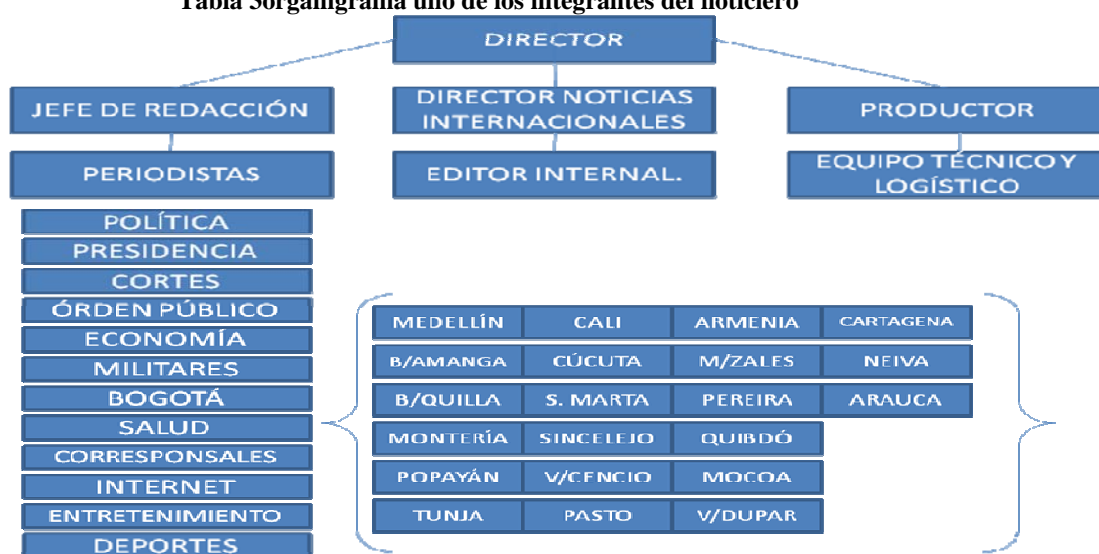 Tabla 3organigrama uno de los integrantes del noticiero
DIRECTOR
JEFE DE REDACCIÓN
DIRECTOR NOTICIAS
INTERNACIONALES
PRODUCTOR
PERIODISTAS
EDITOR INTERNAL.
EQUIPO TÉCNICO Y
LOGÍSTICO
POLÍTICA
PRESIDENCIA
CORTES
ÓRDEN PÚBLICO
ECONOMÍA
MILITARES
BOGOTÁ
SALUD
CORRESPONSALES
INTERNET
ENTRETENIMIENTO
DEPORTES
MEDELLÍN CALI ARMENIA CARTAGENA
B/AMANGA CÚCUTA M/ZALES NEIVA
B/QUILLA S. MARTA PEREIRA ARAUCA
MONTERÍA SINCELEJO QUIBDÓ
POPAYÁN V/CENCIO MOCOA
TUNJA PASTO V/DUPAR